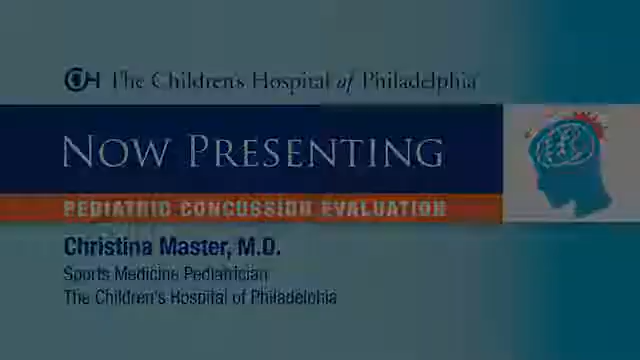 CH The Children's Hospital of Philadelphia
NOW PRESENTING
PEDIATRIC CONCUSSION EVALUATION
Christina Master, M.D.
Sports Medicine Pediatrician
The Children's Hospital of Philadelphia